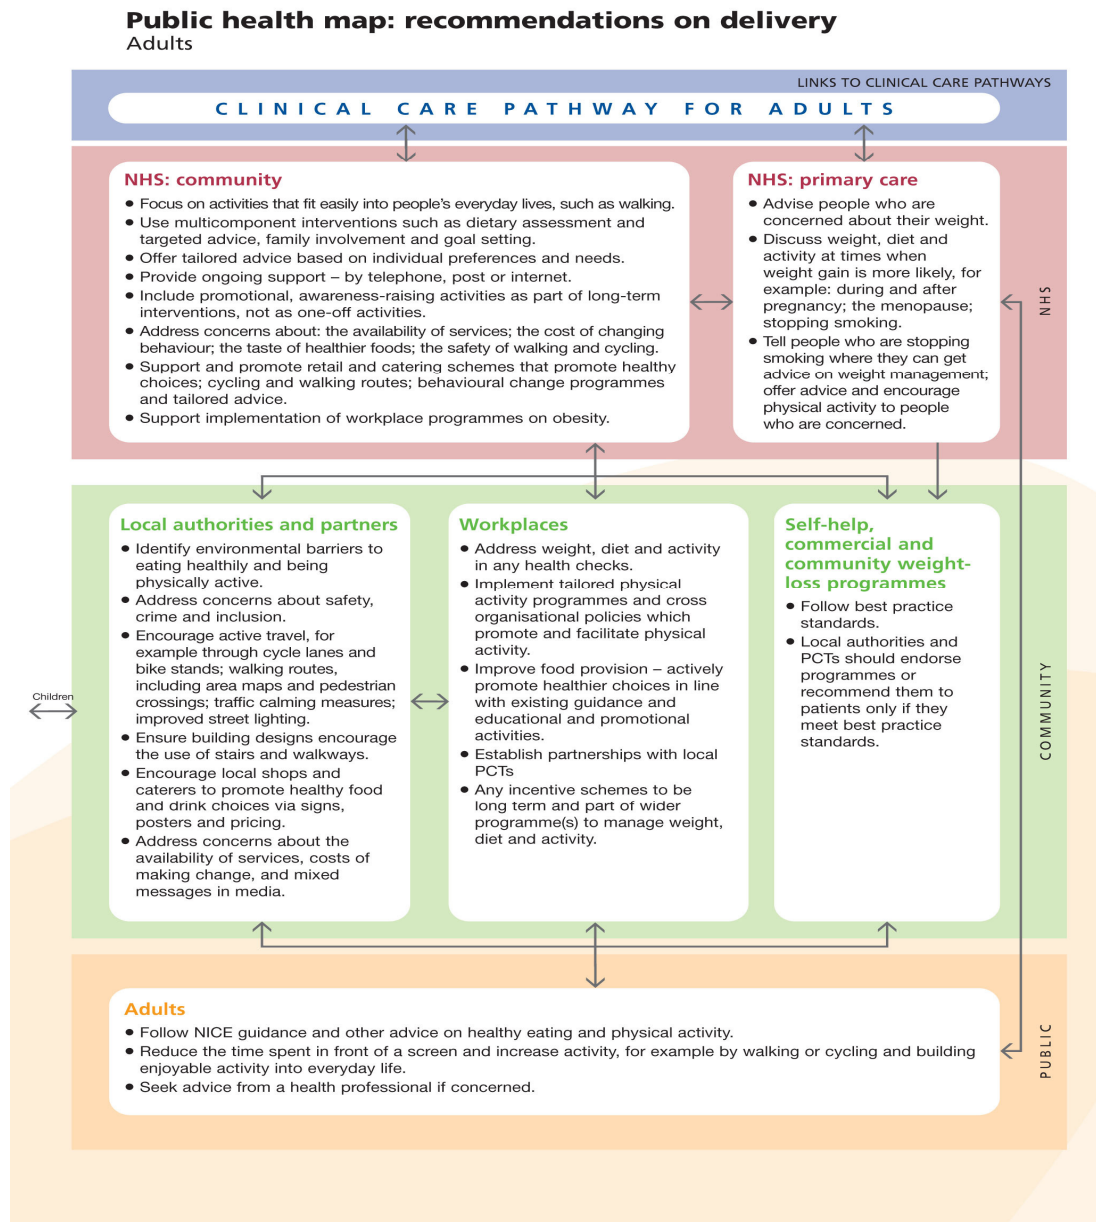 Public health map: recommendations on delivery
Adults
LINKS TO CLINICAL CARE PATHWAYS
CLINICAL CARE PATHWAY FOR ADULTS
NHS: community
• Focus on activities that fit easily into people’s everyday lives, such as walking.
• Use multicomponent interventions such as dietary assessment and
targeted advice, family involvement and goal setting.
• Offer tailored advice based on individual preferences and needs.
• Provide ongoing support – by telephone, post or internet.
• Include promotional, awareness-raising activities as part of long-term
interventions, not as one-off activities.
• Address concerns about: the availability of services; the cost of changing
behaviour; the taste of healthier foods; the safety of walking and cycling.
• Support and promote retail and catering schemes that promote healthy
choices; cycling and walking routes; behavioural change programmes
and tailored advice.
• Support implementation of workplace programmes on obesity.
NHS: primary care
• Advise people who are
concerned about their weight.
• Discuss weight, diet and
activity at times when
weight gain is more likely, for
example: during and after
pregnancy; the menopause;
stopping smoking.
• Tell people who are stopping
smoking where they can get
advice on weight management;
offer advice and encourage
physical activity to people
who are concerned.
NHS
Children
Local authorities and partners
• Identify environmental barriers to
eating healthily and being
physically active.
• Address concerns about safety,
crime and inclusion.
• Encourage active travel, for
example through cycle lanes and
bike stands; walking routes,
including area maps and pedestrian
crossings; traffic calming measures;
improved street lighting.
• Ensure building designs encourage
the use of stairs and walkways.
• Encourage local shops and
caterers to promote healthy food
and drink choices via signs,
posters and pricing.
• Address concerns about the
availability of services, costs of
making change, and mixed
messages in media.
Workplaces
• Address weight, diet and activity
in any health checks.
• Implement tailored physical
activity programmes and cross
organisational policies which
promote and facilitate physical
activity.
• Improve food provision – actively
promote healthier choices in line
with existing guidance and
educational and promotional
activities.
• Establish partnerships with local
PCTs
• Any incentive schemes to be
long term and part of wider
programme(s) to manage weight,
diet and activity.
Self-help,
commercial and
community weight-
loss programmes
• Follow best practice
standards.
• Local authorities and
PCTs should endorse
programmes or
recommend them to
patients only if they
meet best practice
standards.
COMMUNITY
Adults
• Follow NICE guidance and other advice on healthy eating and physical activity.
• Reduce the time spent in front of a screen and increase activity, for example by walking or cycling and building
enjoyable activity into everyday life.
• Seek advice from a health professional if concerned.
PUBLIC